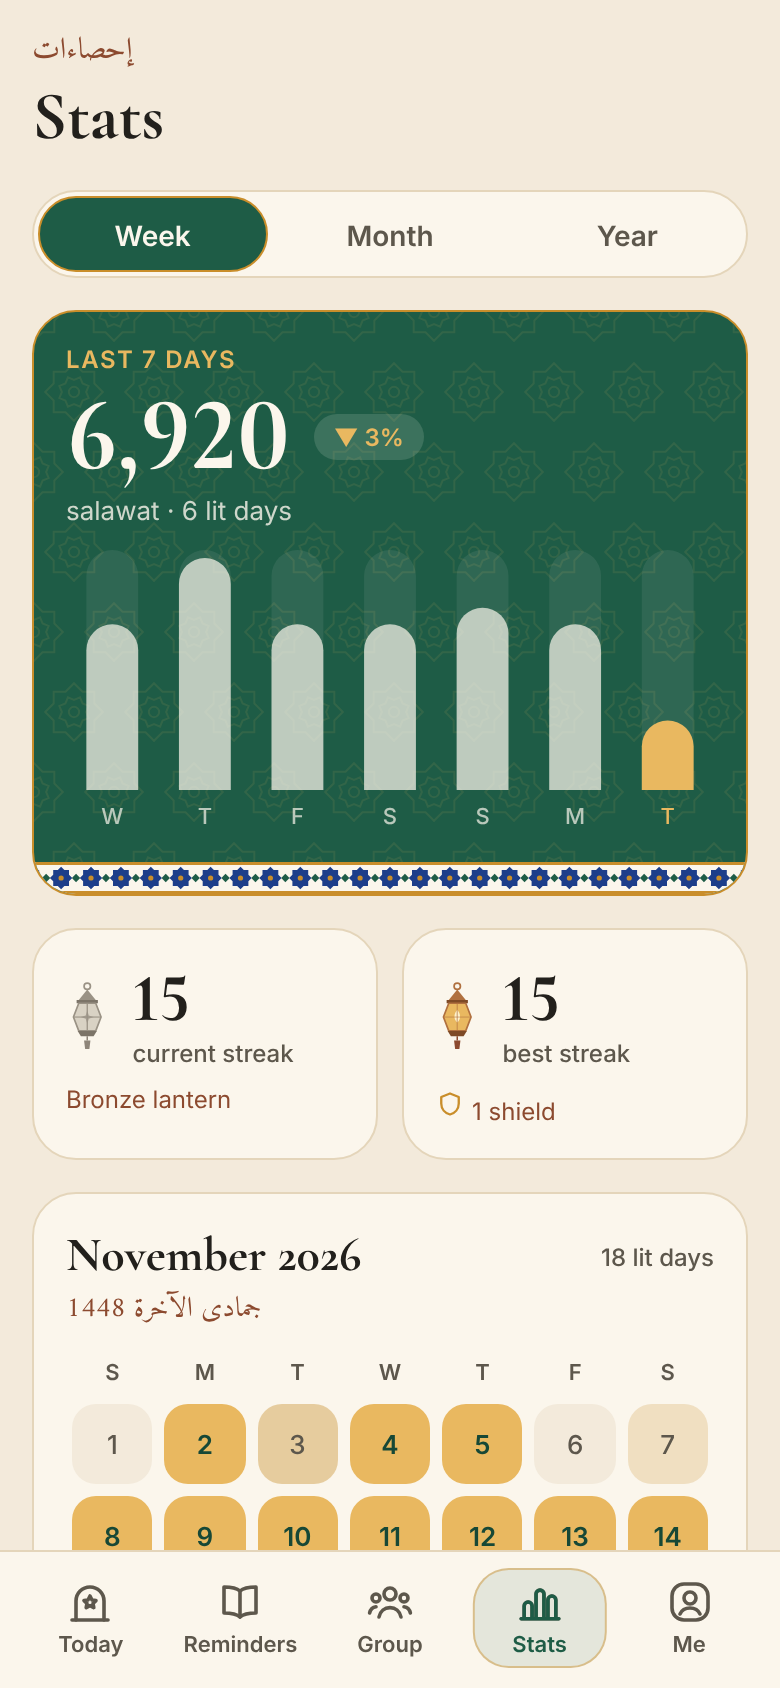 إحصاءات
Stats
Week Month Year
LAST 7 DAYS
6,920 ▼ 3%
salawat · 6 lit days
W T F S S M T
15
current streak
Bronze lantern
15
best streak
1 shield
November 2026
18 lit days
جمادى الآخرة 1448
S M T W T F S
1 2 3 4 5 6 7
8 9 10 11 12 13 14
Today Reminders Group Stats Me